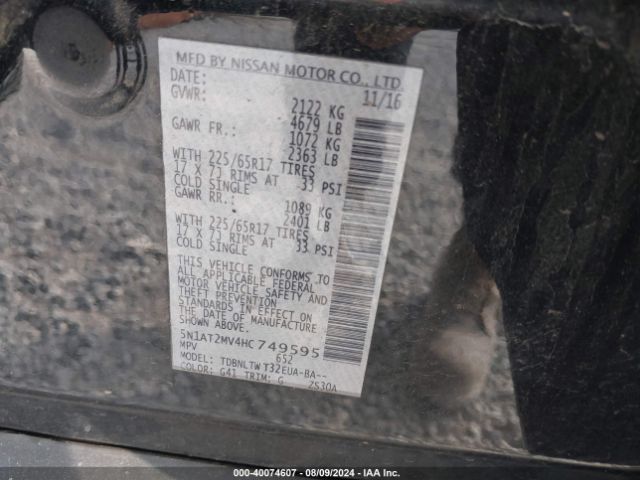 MFD BY NISSAN MOTOR CO., LTD
DATE: 11/16
GVWR: 2122 KG
4679 LB
GAWR FR.: 1072 KG
2363 LB
WITH 225/65R17 TIRES
17 X 7J RIMS AT 33 PSI
COLD SINGLE
GAWR RR.: 1089 KG
2401 LB
WITH 225/65R17 TIRES
17 X 7J RIMS AT 33 PSI
COLD SINGLE
THIS VEHICLE CONFORMS TO
ALL APPLICABLE FEDERAL
MOTOR VEHICLE SAFETY AND
THEFT PREVENTION
STANDARDS IN EFFECT ON
THE DATE OF MANUFACTURE
SHOWN ABOVE.
5N1AT2MV4HC749595
MPV 652
MODEL: TDBNLTW T32EUA-BA--
COLOR: G41 TRIM: G ZS30A
000-40074607 - 08/09/2024 - IAA Inc.